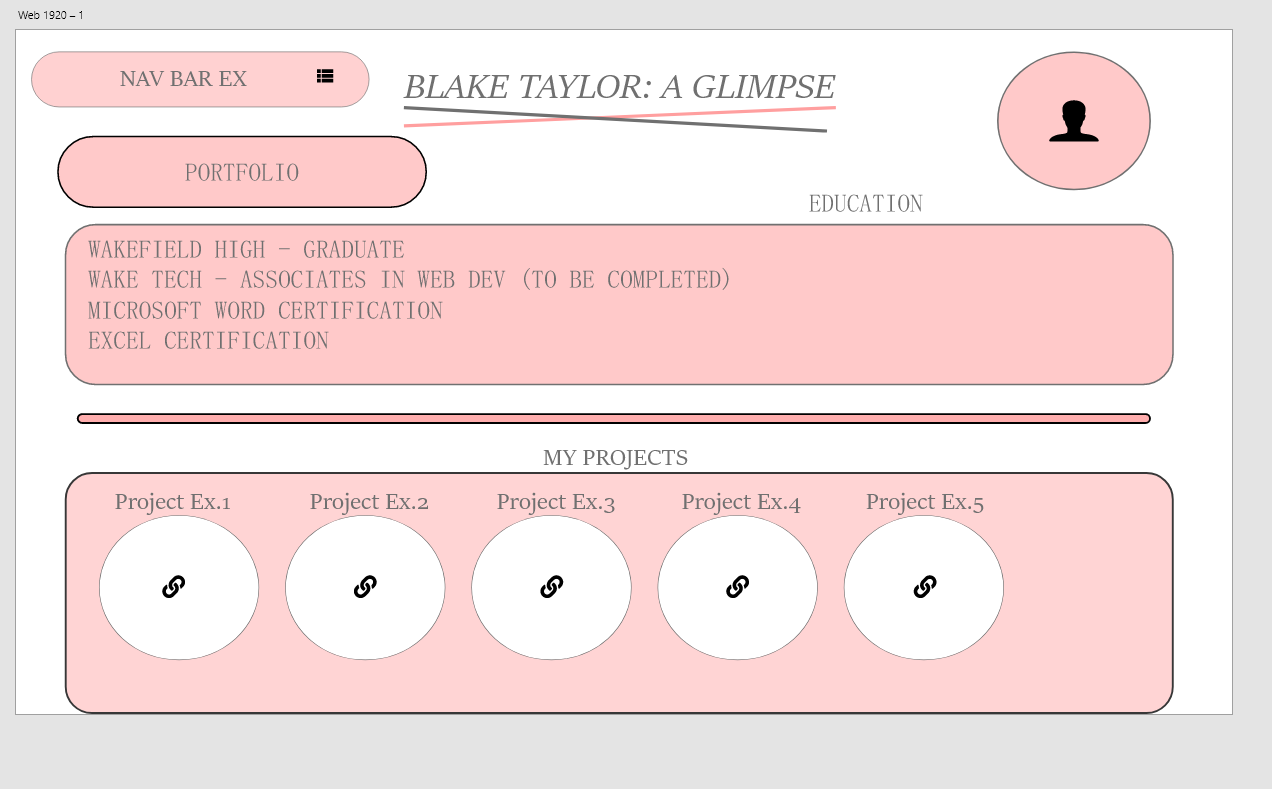 Web 1920 – 1
NAV BAR EX
BLAKE TAYLOR: A GLIMPSE
PORTFOLIO
EDUCATION
WAKEFIELD HIGH - GRADUATE
WAKE TECH - ASSOCIATES IN WEB DEV (TO BE COMPLETED)
MICROSOFT WORD CERTIFICATION
EXCEL CERTIFICATION
MY PROJECTS
Project Ex.1
Project Ex.2
Project Ex.3
Project Ex.4
Project Ex.5